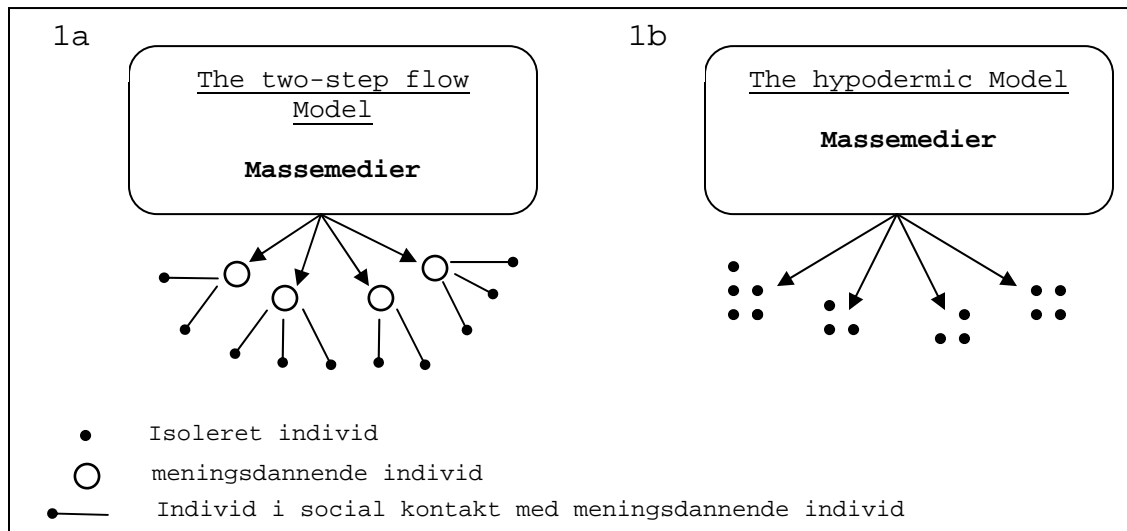 1a
The two-step flow
Model
Massemedier
1b
The hypodermic Model
Massemedier
Isoleret individ
meningsdannende individ
Individ i social kontakt med meningsdannende individ